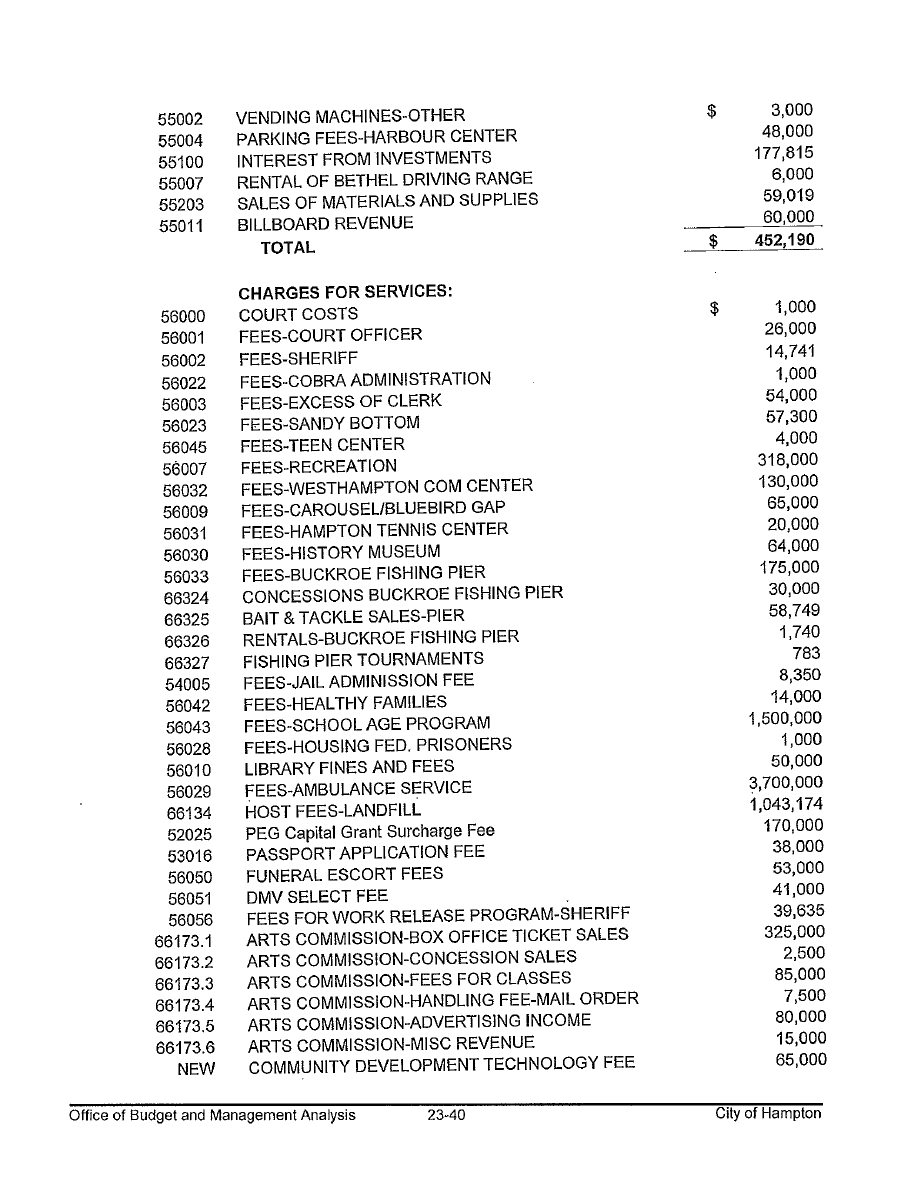 55002 VENDING MACHINES-OTHER $ 3,000
55004 PARKING FEES-HARBOUR CENTER 48,000
55100 INTEREST FROM INVESTMENTS 177,815
55007 RENTAL OF BETHEL DRIVING RANGE 6,000
55203 SALES OF MATERIALS AND SUPPLIES 59,019
55011 BILLBOARD REVENUE 60,000
TOTAL $ 452,190
CHARGES FOR SERVICES:
56000 COURT COSTS $ 1,000
56001 FEES-COURT OFFICER 26,000
56002 FEES-SHERIFF 14,741
56022 FEES-COBRA ADMINISTRATION 1,000
56003 FEES-EXCESS OF CLERK 54,000
56023 FEES-SANDY BOTTOM 57,300
56045 FEES-TEEN CENTER 4,000
56007 FEES-RECREATION 318,000
56032 FEES-WESTHAMPTON COM CENTER 130,000
56009 FEES-CAROUSEL/BLUEBIRD GAP 65,000
56031 FEES-HAMPTON TENNIS CENTER 20,000
56030 FEES-HISTORY MUSEUM 64,000
56033 FEES-BUCKROE FISHING PIER 175,000
66324 CONCESSIONS BUCKROE FISHING PIER 30,000
66325 BAIT & TACKLE SALES-PIER 58,749
66326 RENTALS-BUCKROE FISHING PIER 1,740
66327 FISHING PIER TOURNAMENTS 783
54005 FEES-JAIL ADMINISSION FEE 8,350
56042 FEES-HEALTHY FAMILIES 14,000
56043 FEES-SCHOOL AGE PROGRAM 1,500,000
56028 FEES-HOUSING FED. PRISONERS 1,000
56010 LIBRARY FINES AND FEES 50,000
56029 FEES-AMBULANCE SERVICE 3,700,000
66134 HOST FEES-LANDFILL 1,043,174
52025 PEG Capital Grant Surcharge Fee 170,000
53016 PASSPORT APPLICATION FEE 38,000
56050 FUNERAL ESCORT FEES 53,000
56051 DMV SELECT FEE 41,000
56056 FEES FOR WORK RELEASE PROGRAM-SHERIFF 39,635
66173.1 ARTS COMMISSION-BOX OFFICE TICKET SALES 325,000
66173.2 ARTS COMMISSION-CONCESSION SALES 2,500
66173.3 ARTS COMMISSION-FEES FOR CLASSES 85,000
66173.4 ARTS COMMISSION-HANDLING FEE-MAIL ORDER 7,500
66173.5 ARTS COMMISSION-ADVERTISING INCOME 80,000
66173.6 ARTS COMMISSION-MISC REVENUE 15,000
NEW COMMUNITY DEVELOPMENT TECHNOLOGY FEE 65,000
Office of Budget and Management Analysis 23-40 City of Hampton